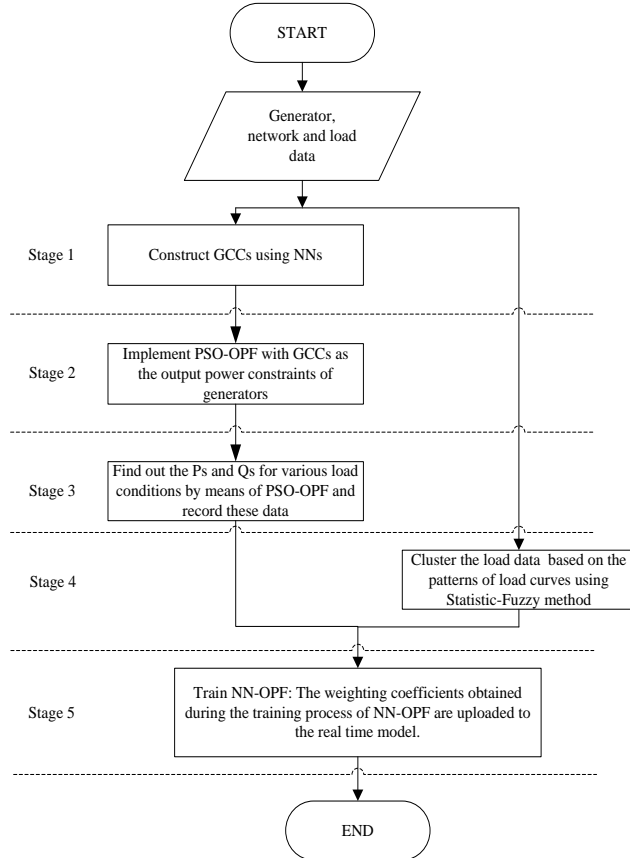 START
Generator,
network and load
data
Stage 1
Construct GCCs using NNs
Stage 2
Implement PSO-OPF with GCCs as
the output power constraints of
generators
Stage 3
Find out the Ps and Qs for various load
conditions by means of PSO-OPF and
record these data
Stage 4
Cluster the load data based on the
patterns of load curves using
Statistic-Fuzzy method
Stage 5
Train NN-OPF: The weighting coefficients obtained
during the training process of NN-OPF are uploaded to
the real time model.
END